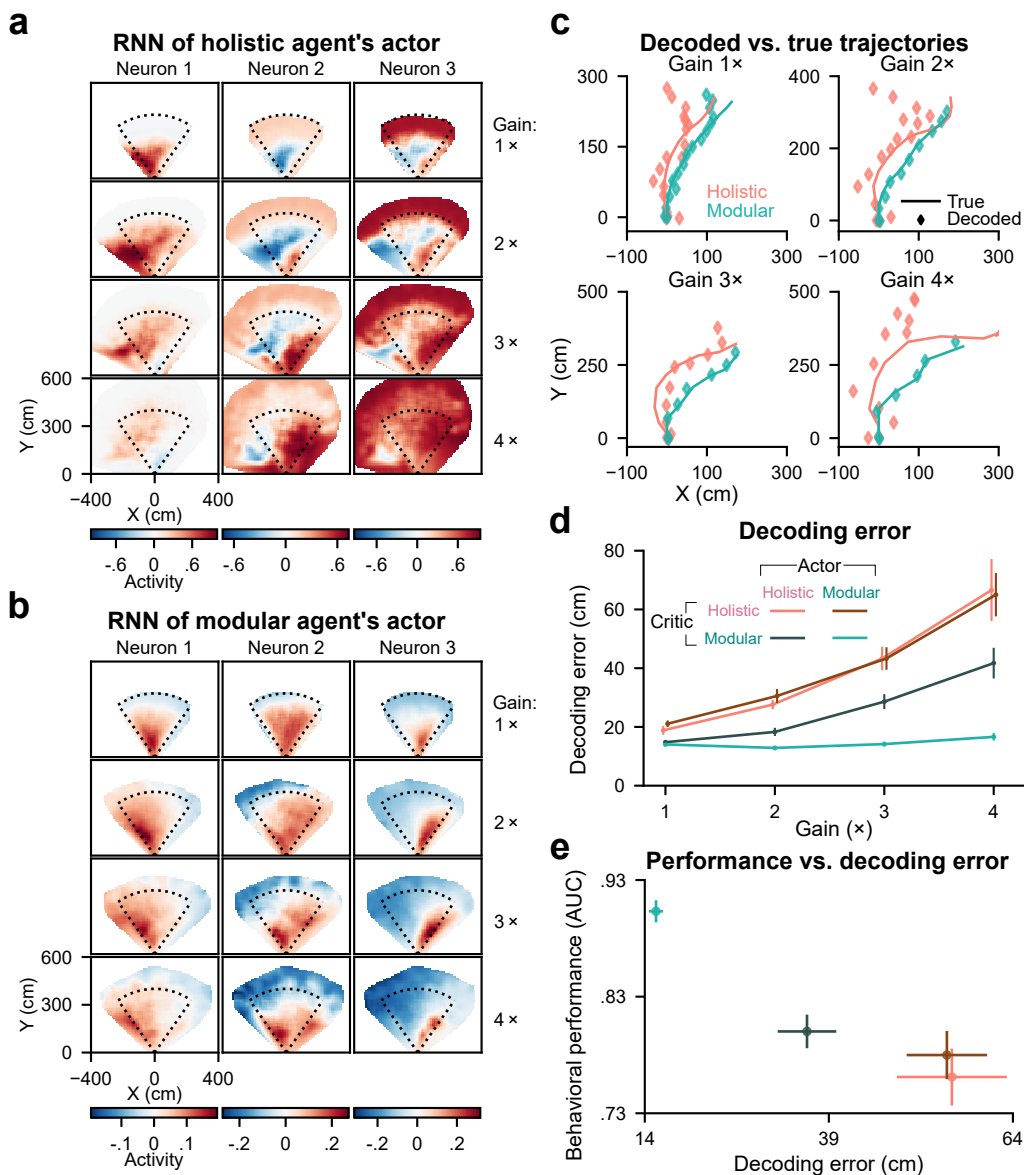 a
RNN of holistic agent's actor
Neuron 1 Neuron 2 Neuron 3
Gain:
1 ×
2 ×
3 ×
600
300
0
Y (cm)
4 ×
−400 0 400
X (cm)
-.6 0 .6 -.6 0 .6 -.6 0 .6
Activity
b
RNN of modular agent's actor
Neuron 1 Neuron 2 Neuron 3
Gain:
1 ×
2 ×
3 ×
600
300
0
Y (cm)
4 ×
−400 0 400
X (cm)
-.1 0 .1 -.2 0 .2 -.2 0 .2
Activity
c
Decoded vs. true trajectories
Gain 1×
300
150
0
Holistic
Modular
−100 100 300
Gain 2×
400
200
0
True
Decoded
−100 100 300
Gain 3×
500
250
0
Y (cm)
−100 100 300
X (cm)
Gain 4×
500
250
0
−100 100 300
d
Decoding error
80
60
40
20
0
Decoding error (cm)
Actor
Holistic Modular
Critic
Holistic
Modular
1 2 3 4
Gain (×)
e
Performance vs. decoding error
.93
.83
.73
Behavioral performance (AUC)
14 39 64
Decoding error (cm)